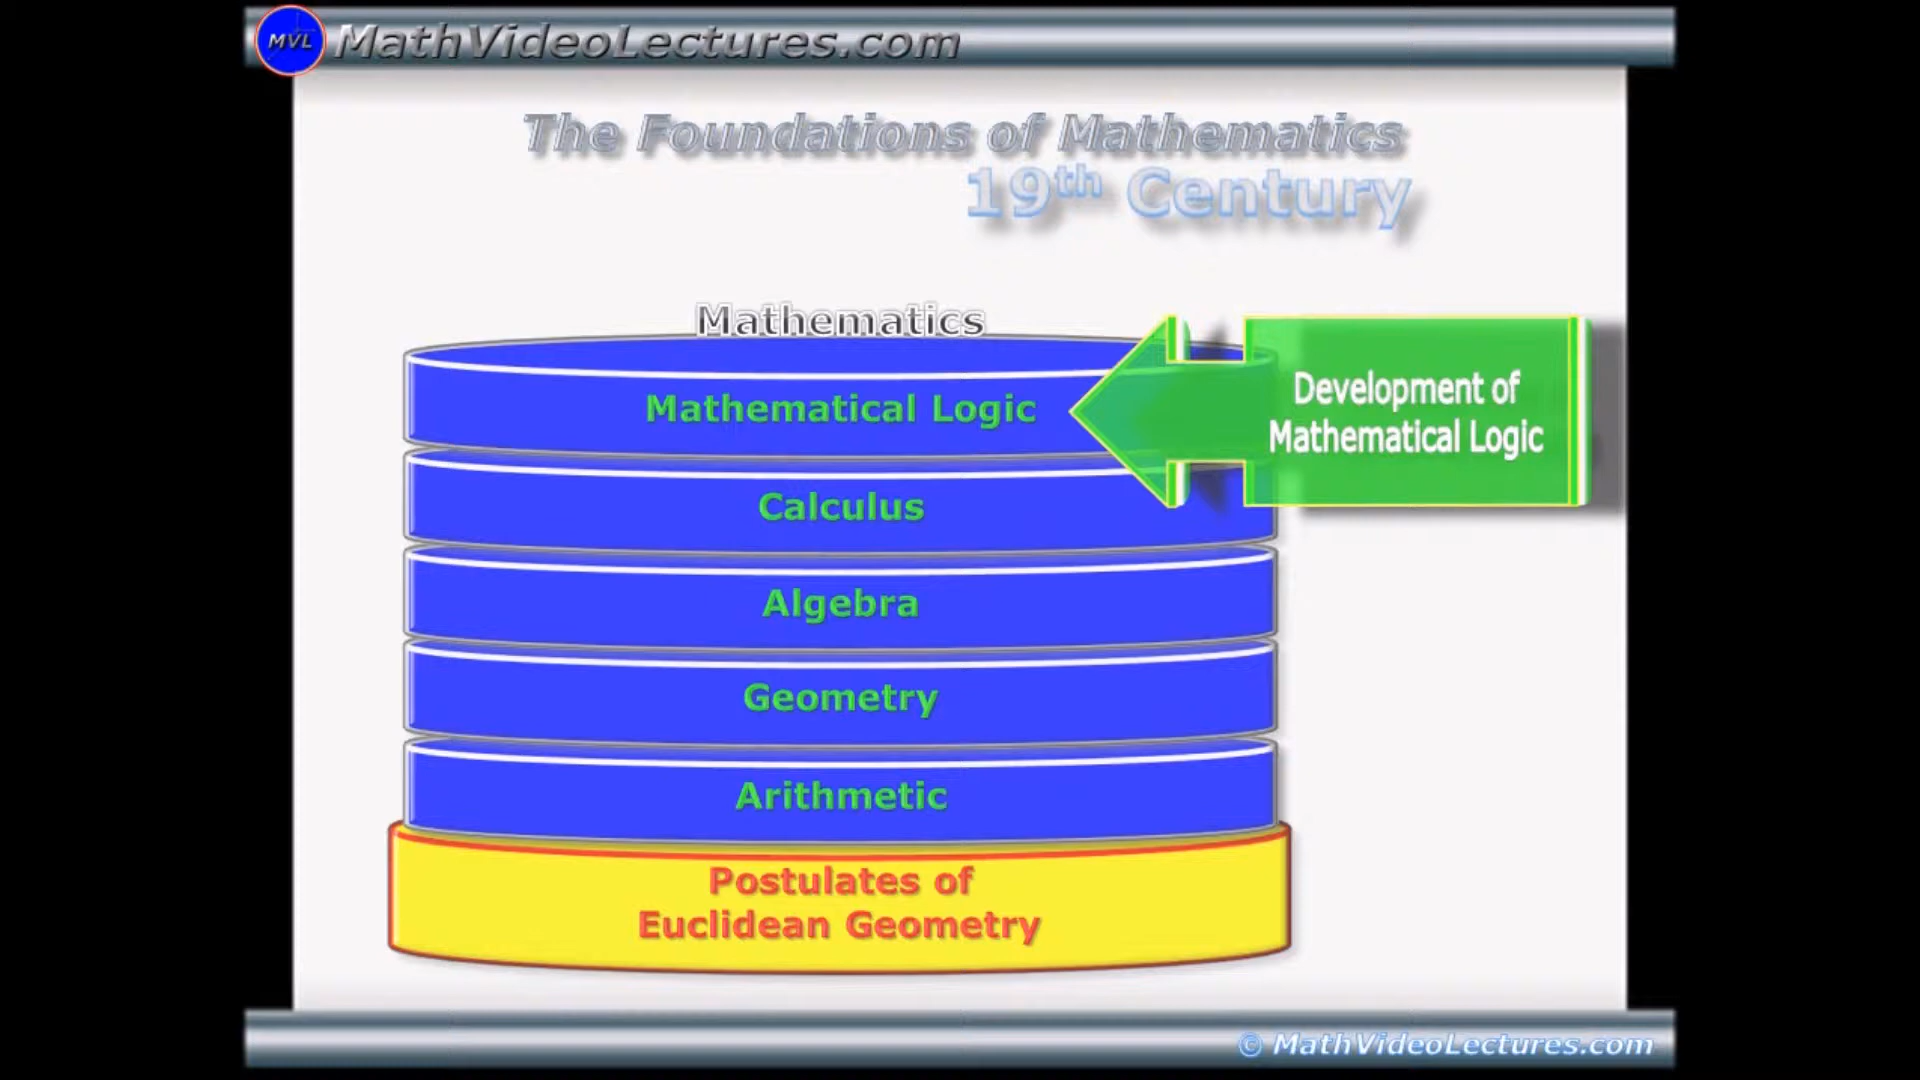 MVL MathVideoLectures.com
The Foundations of Mathematics
19th Century
Mathematics
Mathematical Logic
Development of
Mathematical Logic
Calculus
Algebra
Geometry
Arithmetic
Postulates of
Euclidean Geometry
© MathVideoLectures.com